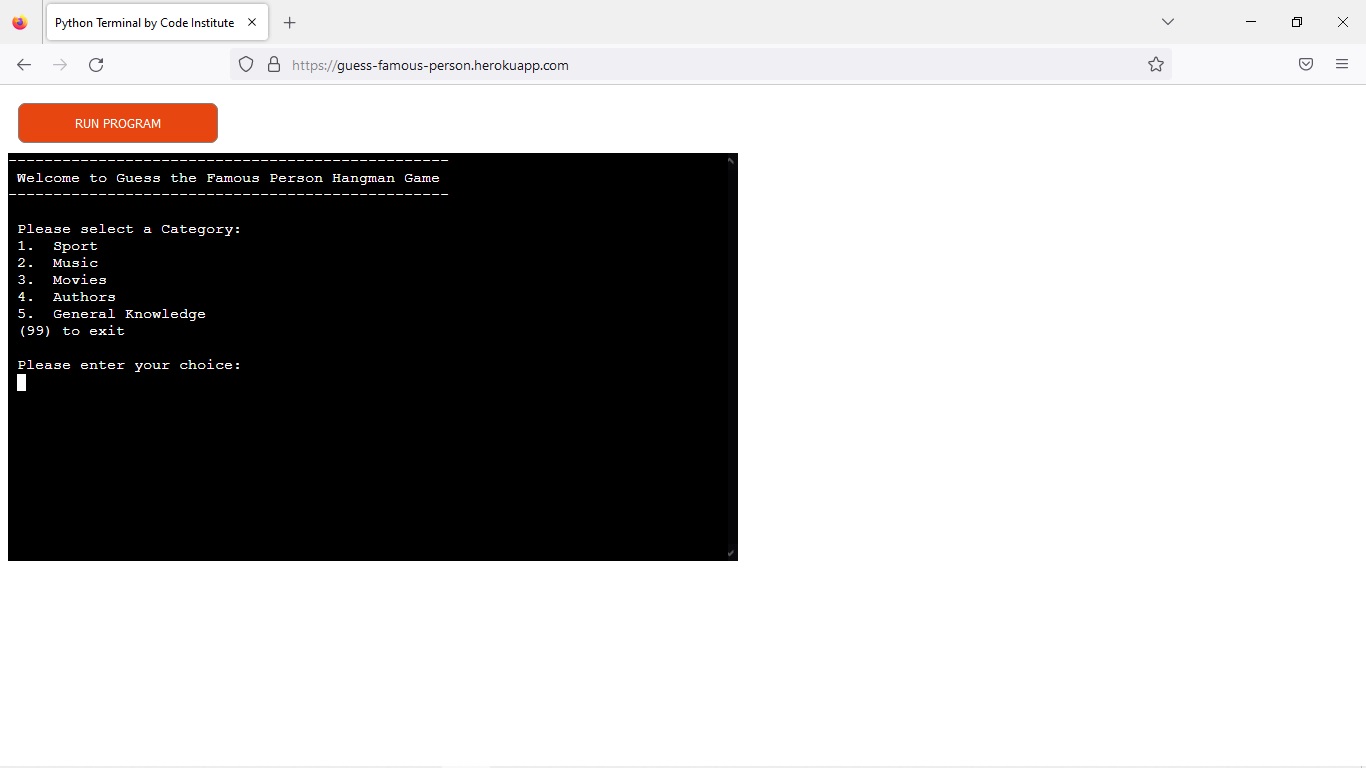 Python Terminal by Code Institute
https://guess-famous-person.herokuapp.com
RUN PROGRAM
-------------------------------------------------
Welcome to Guess the Famous Person Hangman Game
-------------------------------------------------
Please select a Category:
1.  Sport
2.  Music
3.  Movies
4.  Authors
5.  General Knowledge
(99) to exit
Please enter your choice: